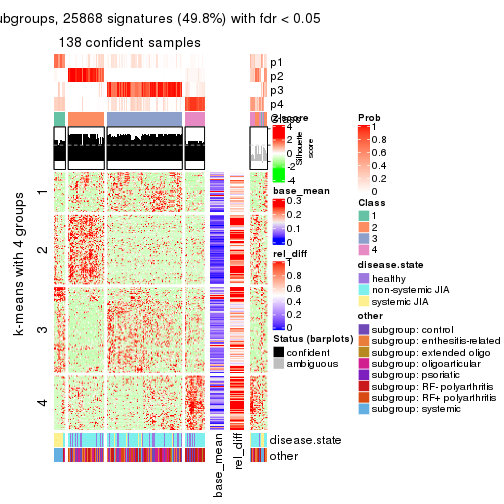 ubgroups, 25868 signatures (49.8%) with fdr < 0.05
138 confident samples
p1
p2
p3
p4
Class
Silhouette
score
1
2
3
4
k-means with 4 groups
z-score
4
2
0
-2
-4
base_mean
0.3
0.2
0.1
0
rel_diff
1
0.8
0.6
0.4
0.2
0
Status (barplots)
confident
ambiguous
Prob
1
0.8
0.6
0.4
0.2
0
Class
1
2
3
4
disease.state
healthy
non-systemic JIA
systemic JIA
other
subgroup: control
subgroup: enthesitis-related
subgroup: extended oligo
subgroup: oligoarticular
subgroup: psoriatic
subgroup: RF- polyarthritis
subgroup: RF+ polyarthritis
subgroup: systemic
disease.state
other
base_mean
rel_diff